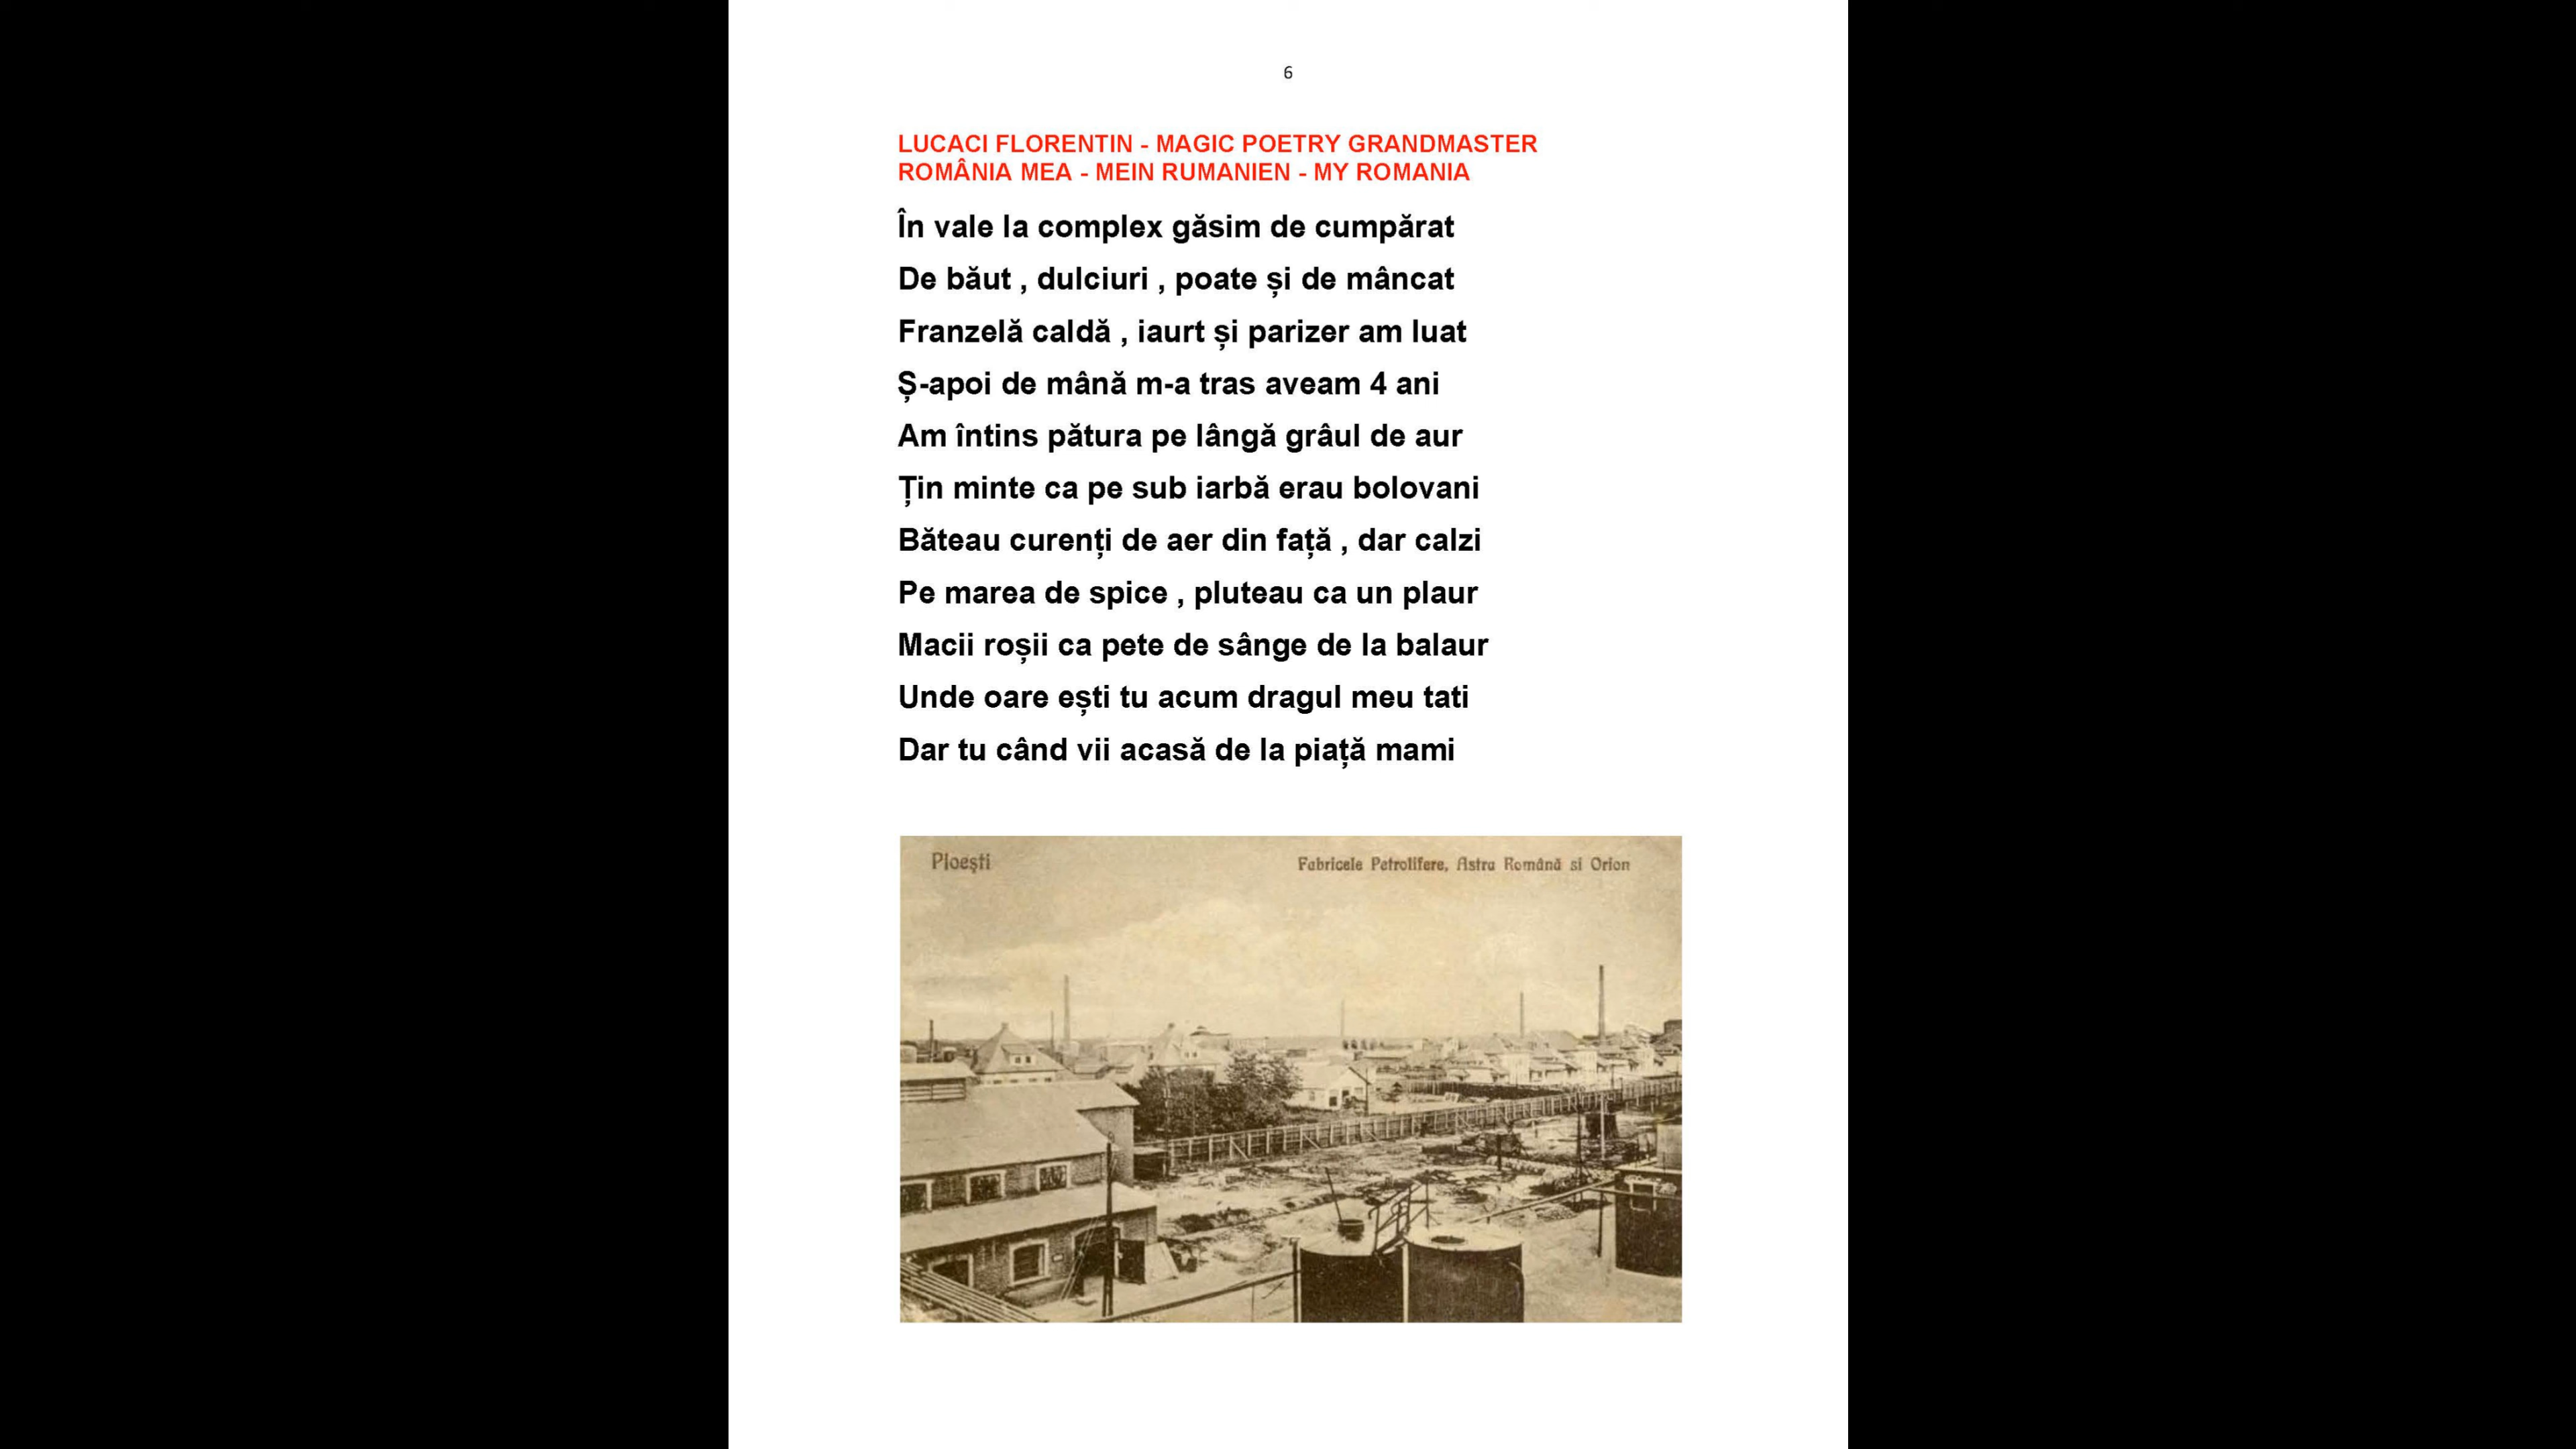 6
LUCACI FLORENTIN - MAGIC POETRY GRANDMASTER
ROMÂNIA MEA - MEIN RUMANIEN - MY ROMANIA
În vale la complex găsim de cumpărat
De băut , dulciuri , poate și de mâncat
Franzelă caldă , iaurt și parizer am luat
Ș-apoi de mână m-a tras aveam 4 ani
Am întins pătura pe lângă grâul de aur
Țin minte ca pe sub iarbă erau bolovani
Băteau curenți de aer din față , dar calzi
Pe marea de spice , pluteau ca un plaur
Macii roșii ca pete de sânge de la balaur
Unde oare ești tu acum dragul meu tati
Dar tu când vii acasă de la piață mami
Ploești
Fabricele Petrolifere, Astra Română si Orion